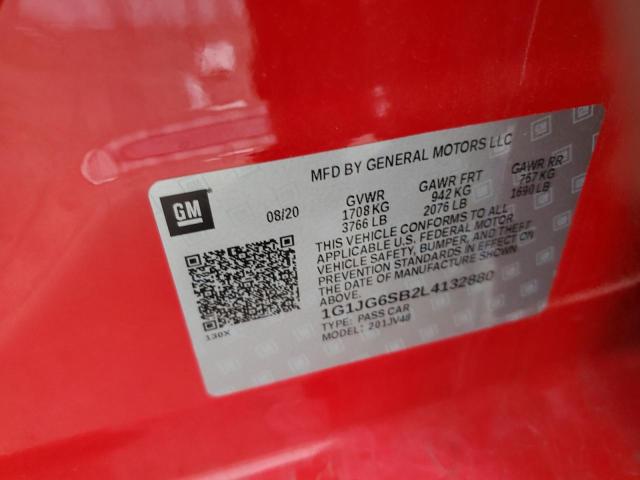 MFD BY GENERAL MOTORS LLC
GM
08/20
GVWR GAWR FRT GAWR RR
1708 KG 942 KG 767 KG
3766 LB 2076 LB 1690 LB
THIS VEHICLE CONFORMS TO ALL
APPLICABLE U.S. FEDERAL MOTOR
VEHICLE SAFETY, BUMPER, AND THEFT
PREVENTION STANDARDS IN EFFECT ON
THE DATE OF MANUFACTURE SHOWN
ABOVE.
1G1JG6SB2L4132880
TYPE: PASS CAR
MODEL: 201JV48
130X